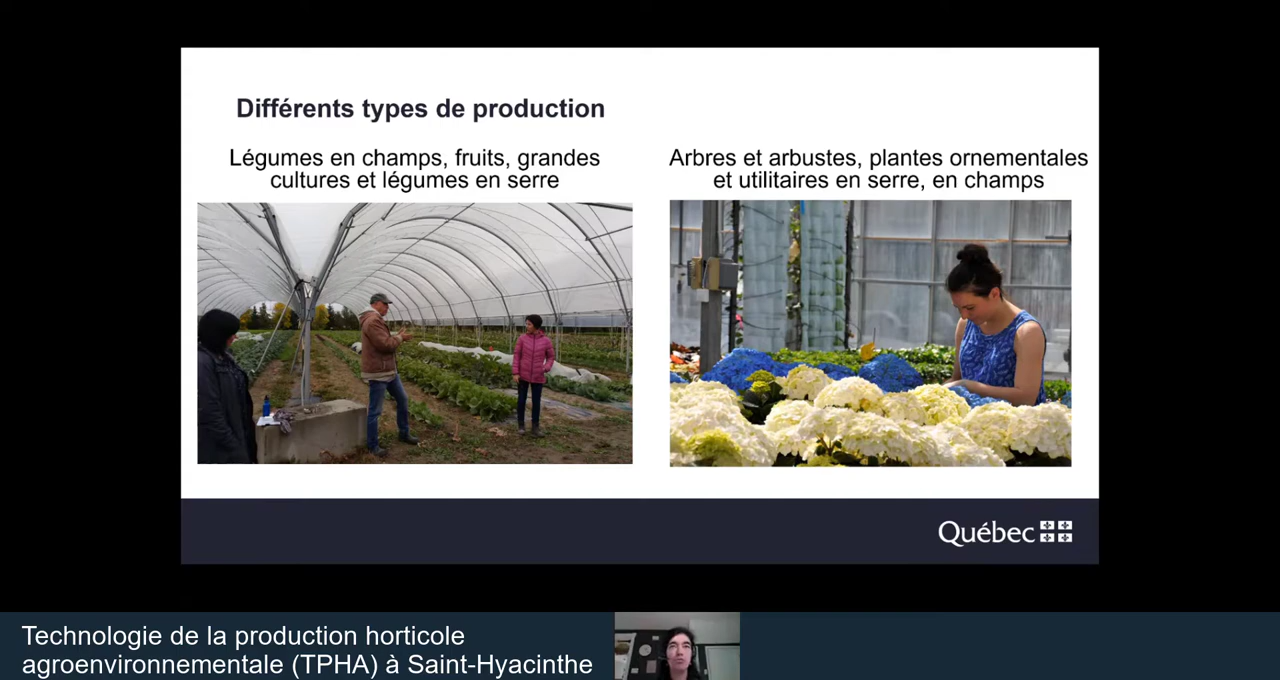 Différents types de production
Légumes en champs, fruits, grandes
cultures et légumes en serre
Arbres et arbustes, plantes ornementales
et utilitaires en serre, en champs
Québec
Technologie de la production horticole
agroenvironnementale (TPHA) à Saint-Hyacinthe